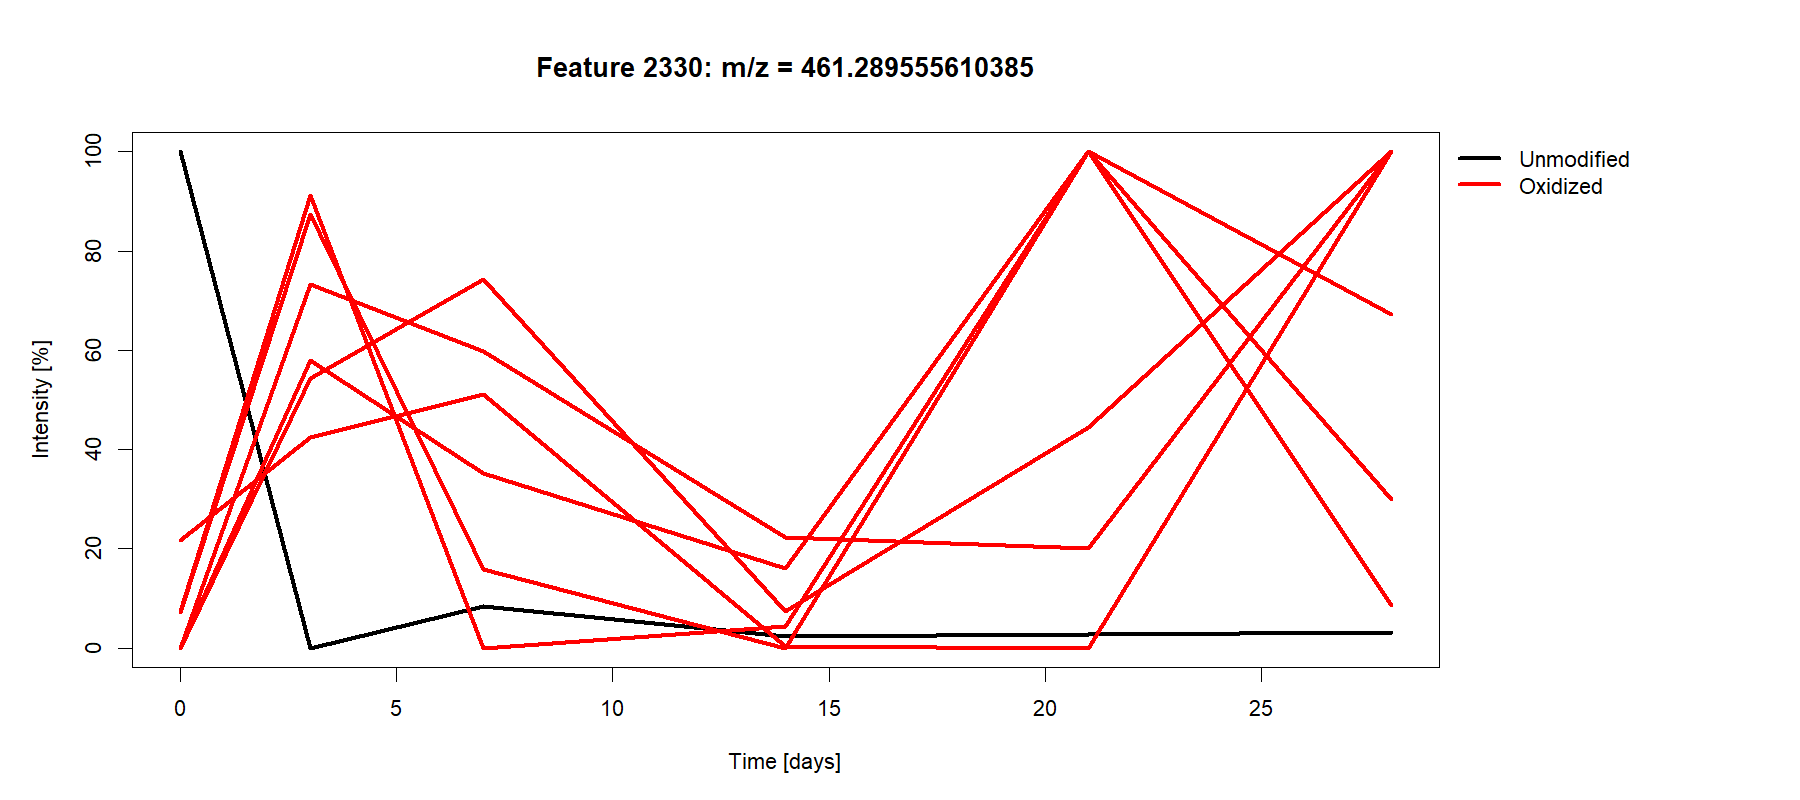 Feature 2330: m/z = 461.289555610385
Unmodified
Oxidized
Intensity [%]
100
80
60
40
20
0
0 5 10 15 20 25
Time [days]